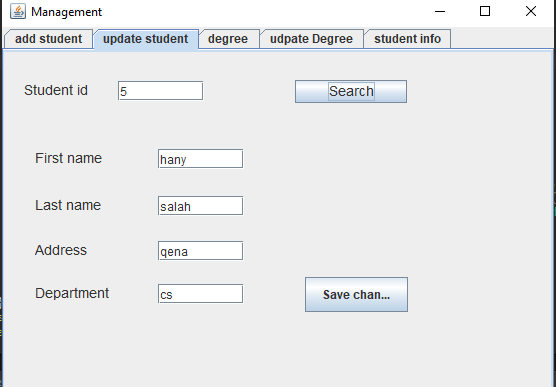 Management
add student update student degree udpate Degree student info
Student id 5 Search
First name hany
Last name salah
Address qena
Department cs Save chan...